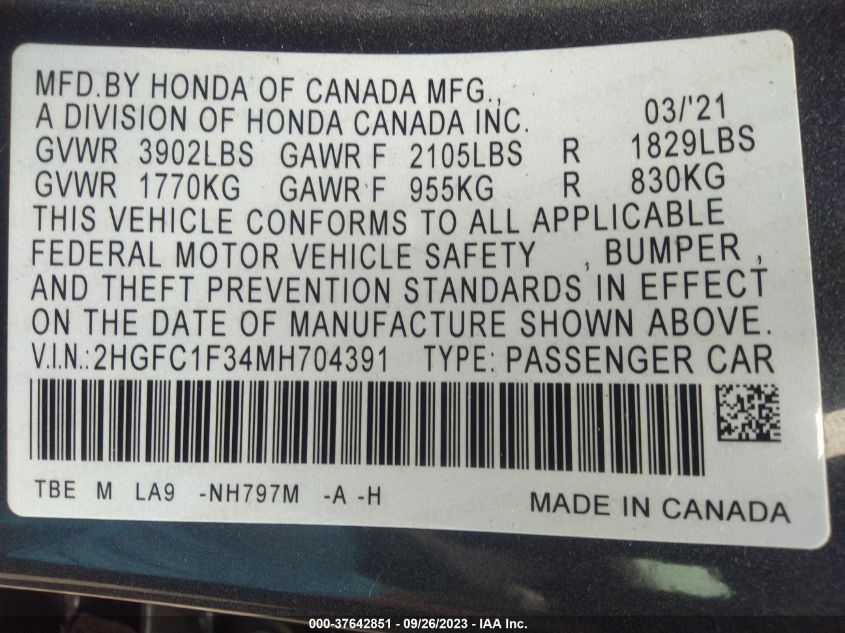 MFD.BY HONDA OF CANADA MFG.,
A DIVISION OF HONDA CANADA INC. 03/'21
GVWR 3902LBS GAWR F 2105LBS R 1829LBS
GVWR 1770KG GAWR F 955KG R 830KG
THIS VEHICLE CONFORMS TO ALL APPLICABLE
FEDERAL MOTOR VEHICLE SAFETY , BUMPER ,
AND THEFT PREVENTION STANDARDS IN EFFECT
ON THE DATE OF MANUFACTURE SHOWN ABOVE.
V.I.N.: 2HGFC1F34MH704391 TYPE: PASSENGER CAR
TBE M LA9 -NH797M -A -H MADE IN CANADA
000-37642851 - 09/26/2023 - IAA Inc.